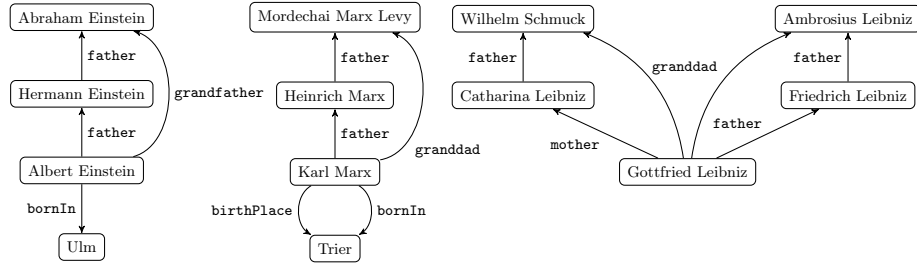 Abraham Einstein
father
Hermann Einstein
grandfather
father
Albert Einstein
bornIn
Ulm
Mordechai Marx Levy
father
Heinrich Marx
father
granddad
Karl Marx
birthPlace
bornIn
Trier
Wilhelm Schmuck
Ambrosius Leibniz
father
granddad
father
Catharina Leibniz
Friedrich Leibniz
mother
father
Gottfried Leibniz